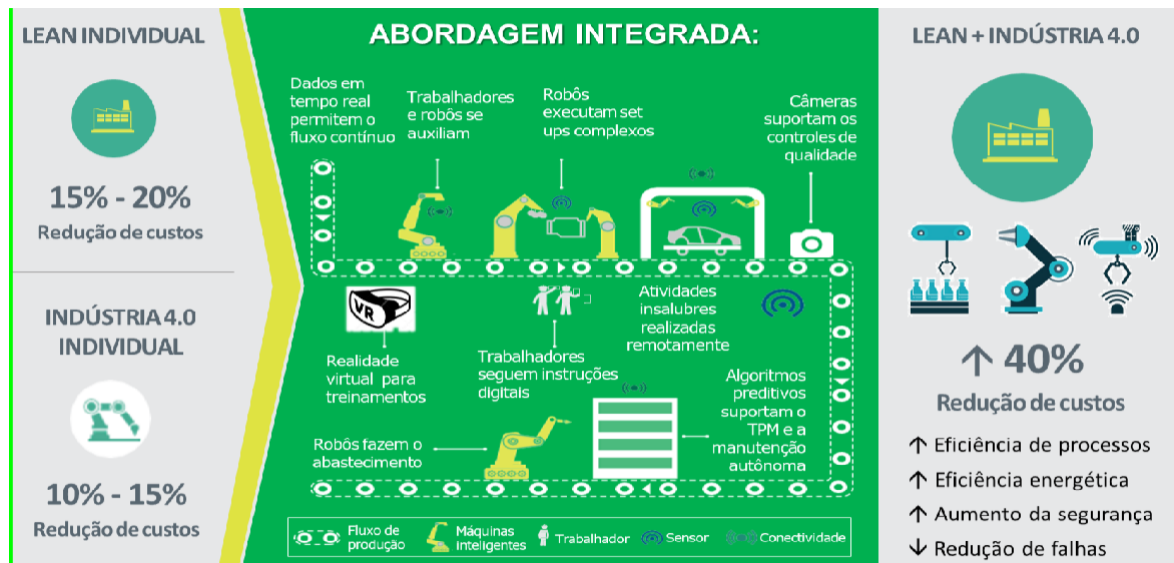 LEAN INDIVIDUAL
15% - 20%
Redução de custos
INDÚSTRIA 4.0
INDIVIDUAL
10% - 15%
Redução de custos
ABORDAGEM INTEGRADA:
Dados em
tempo real
permitem o
fluxo contínuo
Trabalhadores
e robôs se
auxiliam
Robôs
executam set
ups complexos
Câmeras
suportam os
controles de
qualidade
VR
Realidade
virtual para
treinamentos
Trabalhadores
seguem instruções
digitais
Atividades
insalubres
realizadas
remotamente
Robôs fazem o
abastecimento
Algoritmos
preditivos
suportam o
TPM e a
manutenção
autônoma
Fluxo de
produção
Máquinas
inteligentes
Trabalhador
Sensor
Conectividade
LEAN + INDÚSTRIA 4.0
↑ 40%
Redução de custos
↑ Eficiência de processos
↑ Eficiência energética
↑ Aumento da segurança
↓ Redução de falhas